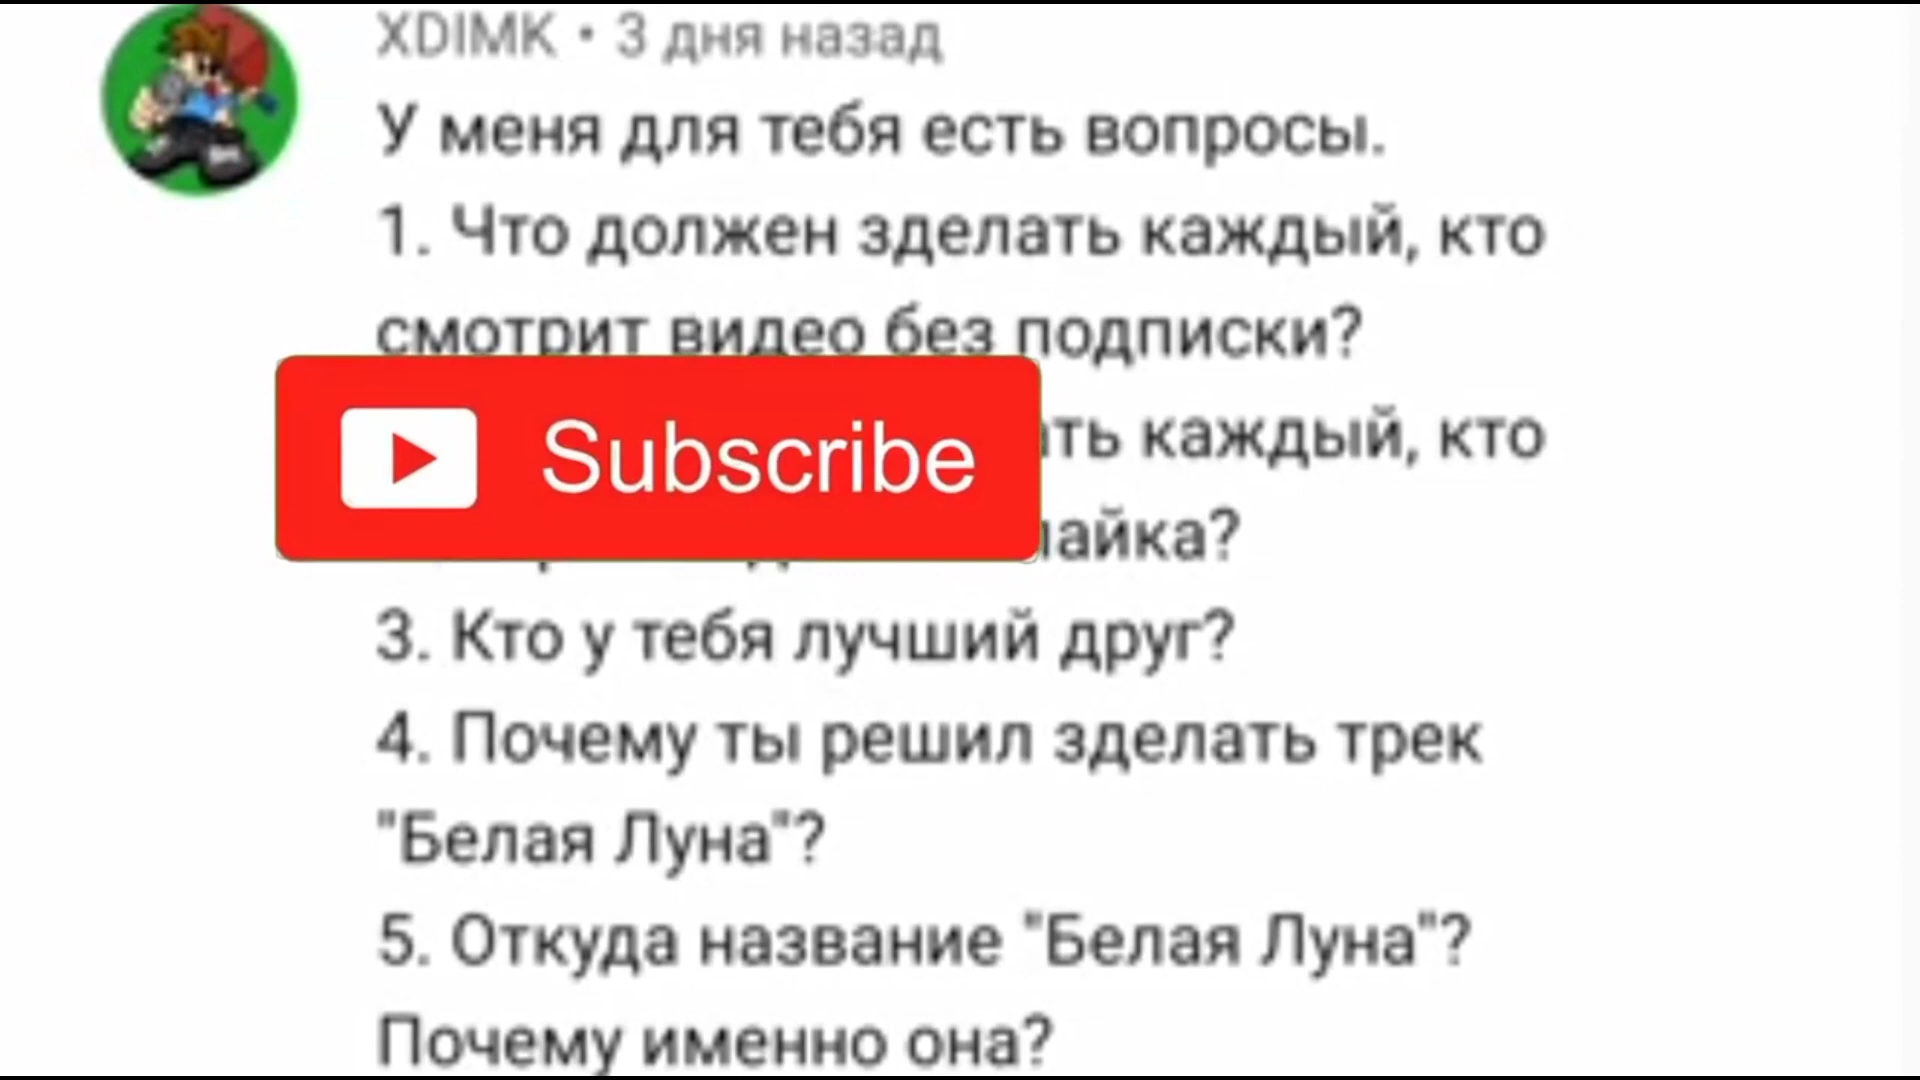 XDIMK • 3 дня назад
У меня для тебя есть вопросы.
1. Что должен зделать каждый, кто
смотрит видео без подписки?
Subscribe
каждый, кто
3. Кто у тебя лучший друг?
4. Почему ты решил зделать трек
"Белая Луна"?
5. Откуда название "Белая Луна"?
Почему именно она?